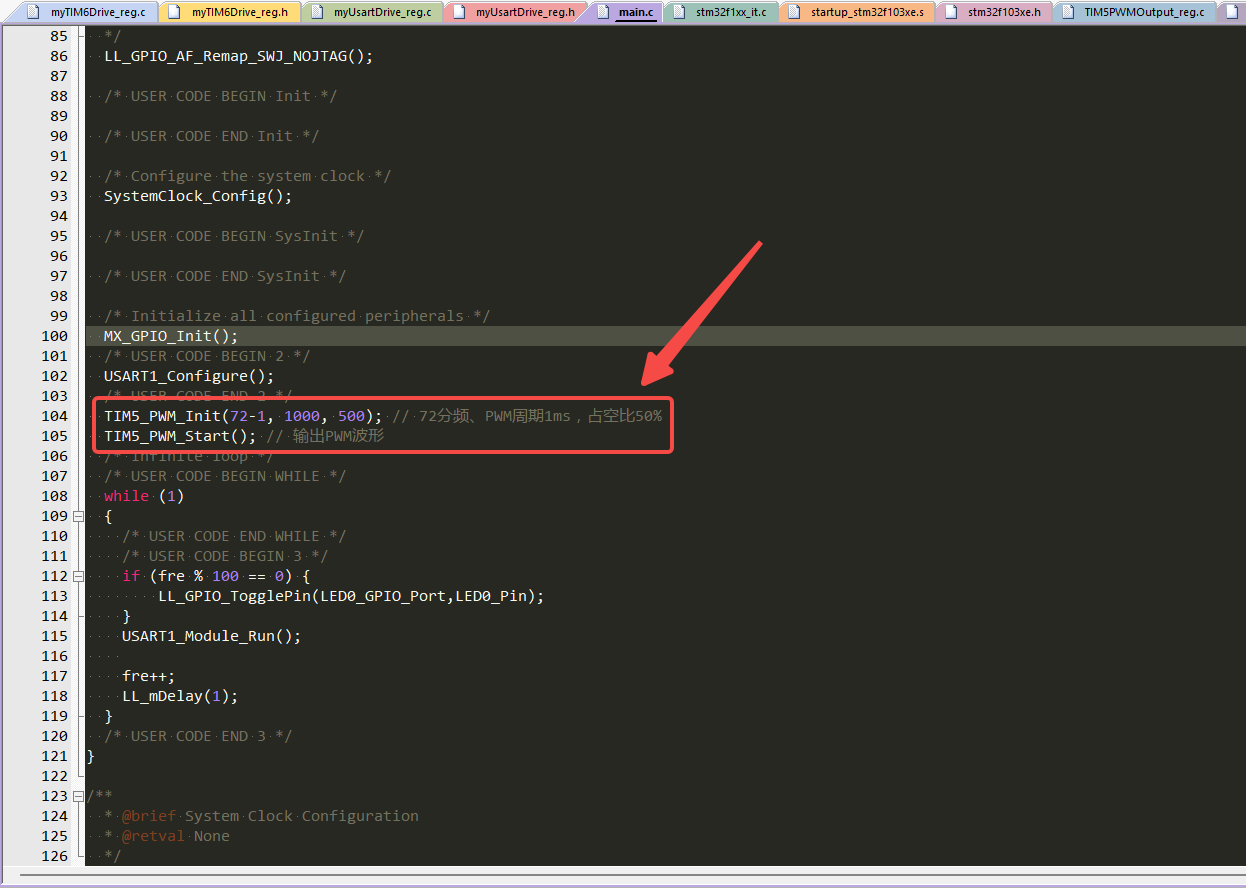 myTIM6Drive_reg.c myTIM6Drive_reg.h myUsartDrive_reg.c myUsartDrive_reg.h main.c stm32f1xx_it.c startup_stm32f103xe.s stm32f103xe.h TIM5PWMOutput_reg.c
85 */
86 LL_GPIO_AF_Remap_SWJ_NOJTAG();
87
88 /* USER CODE BEGIN Init */
89
90 /* USER CODE END Init */
91
92 /* Configure the system clock */
93 SystemClock_Config();
94
95 /* USER CODE BEGIN SysInit */
96
97 /* USER CODE END SysInit */
98
99 /* Initialize all configured peripherals */
100 MX_GPIO_Init();
101 /* USER CODE BEGIN 2 */
102 USART1_Configure();
103 /* USER CODE END 2 */
104 TIM5_PWM_Init(72-1, 1000, 500); // 72分频、PWM周期1ms，占空比50%
105 TIM5_PWM_Start(); // 输出PWM波形
106 /* Infinite loop */
107 /* USER CODE BEGIN WHILE */
108 while (1)
109 {
110 /* USER CODE END WHILE */
111 /* USER CODE BEGIN 3 */
112 if (fre % 100 == 0) {
113 LL_GPIO_TogglePin(LED0_GPIO_Port,LED0_Pin);
114 }
115 USART1_Module_Run();
116
117 fre++;
118 LL_mDelay(1);
119 }
120 /* USER CODE END 3 */
121 }
122
123 /**
124 * @brief System Clock Configuration
125 * @retval None
126 */